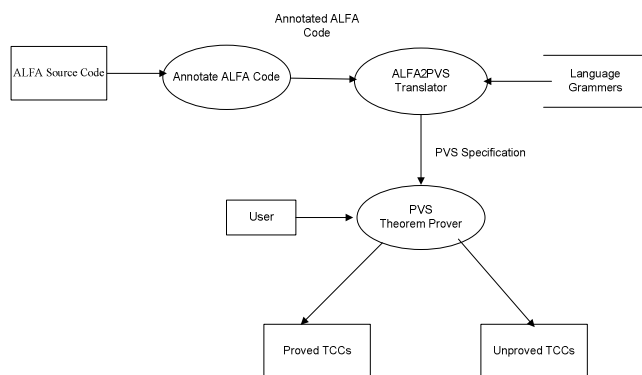 Annotated ALFA
Code
ALFA Source Code
Annotate ALFA Code
ALFA2PVS
Translator
Language
Grammers
PVS Specification
User
PVS
Theorem Prover
Proved TCCs
Unproved TCCs